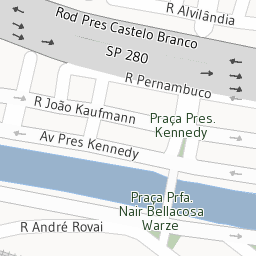 R Alvilândia
Rod Pres Castelo Branco
SP 280
R Pernambuco
R João Kaufmann
Praça Pres.
Kennedy
Av Pres Kennedy
Praça Prfa.
Nair Bellacosa
Warze
R André Rovai